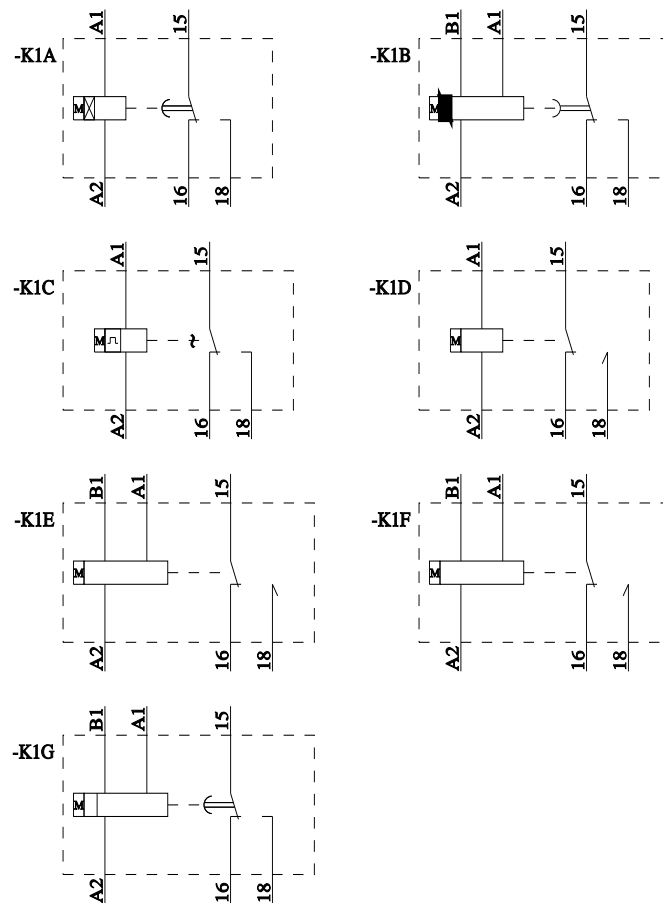 A1 15 B1 A1 15
-K1A -K1B
M M
A2 16 18 A2 16 18
A1 15 A1 15
-K1C -K1D
M M
A2 16 18 A2 16 18
B1 A1 15 B1 A1 15
-K1E -K1F
M M
A2 16 18 A2 16 18
B1 A1 15
-K1G
M
A2 16 18